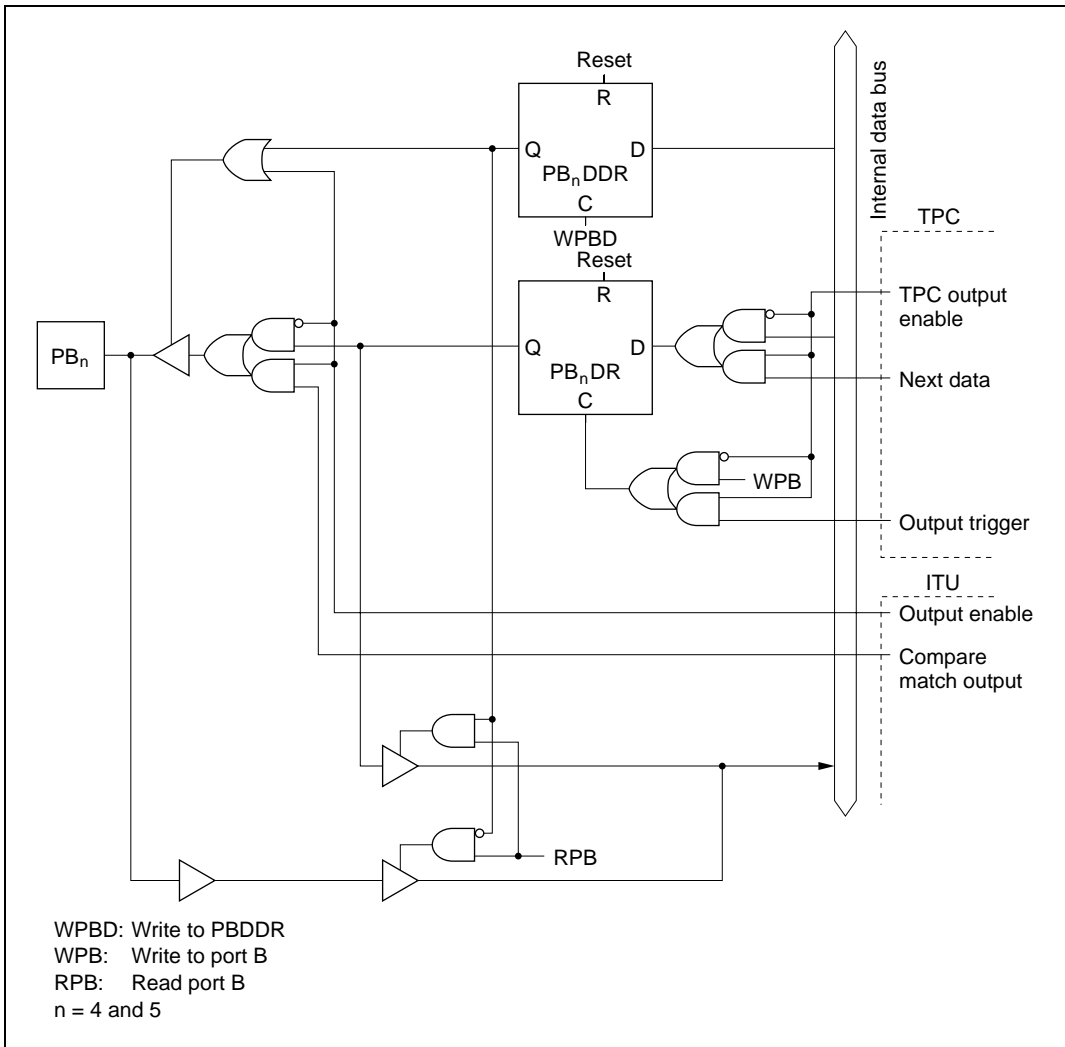 Reset
R
Q
D
PBnDDR
C
WPBD
Internal data bus
TPC
Reset
R
Q
D
PBnDR
C
TPC output
enable
Next data
PBn
WPB
Output trigger
ITU
Output enable
Compare
match output
RPB
WPBD: Write to PBDDR
WPB: Write to port B
RPB: Read port B
n = 4 and 5